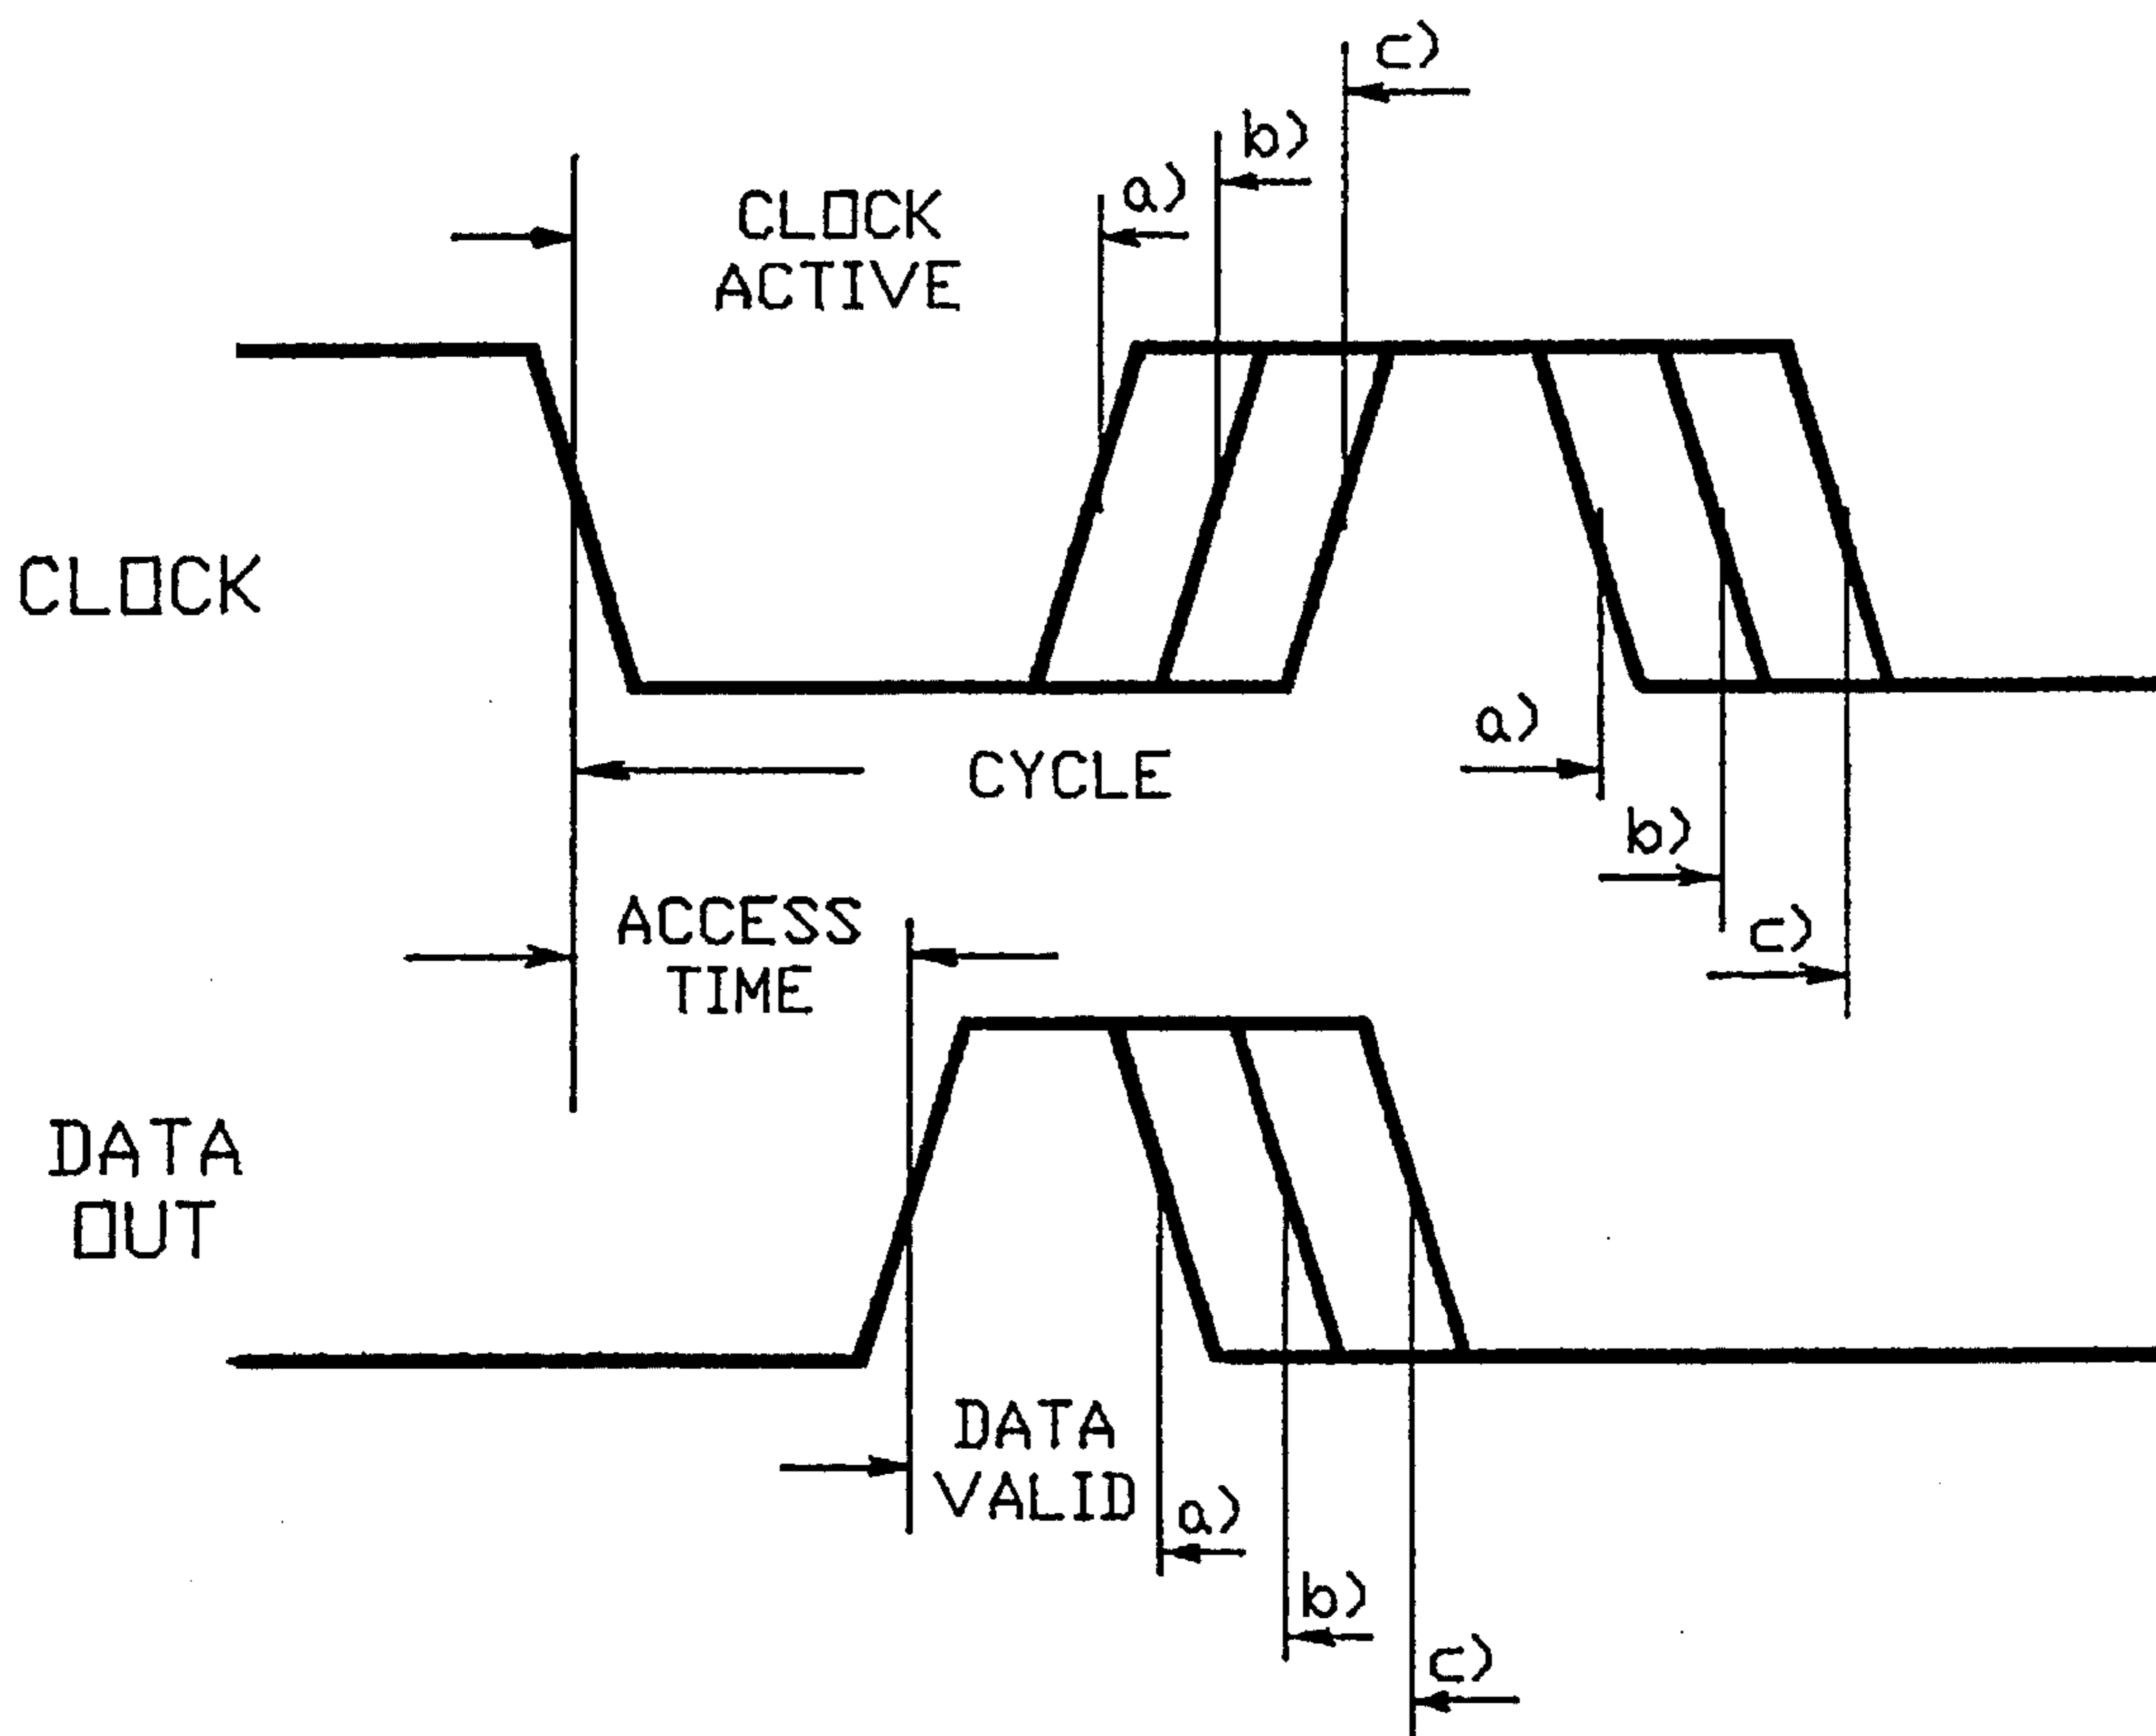 c)
b)
a)
CLOCK
ACTIVE
CLOCK
a)
CYCLE
b)
ACCESS
TIME
c)
DATA
OUT
DATA
VALID
a)
b)
c)